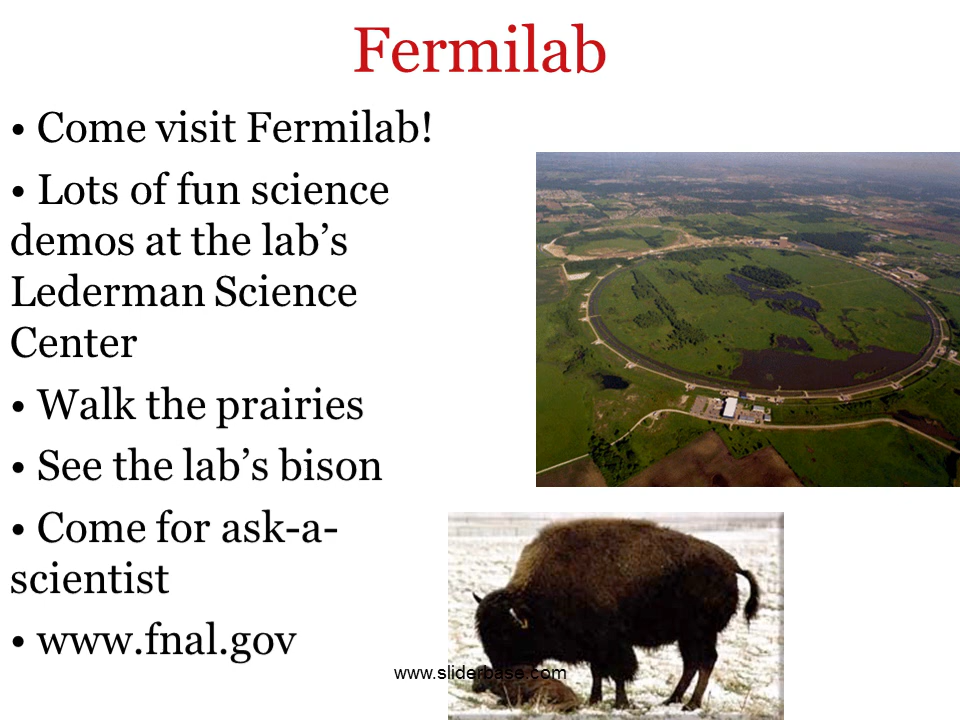 Fermilab
• Come visit Fermilab!
• Lots of fun science
demos at the lab’s
Lederman Science
Center
• Walk the prairies
• See the lab’s bison
• Come for ask-a-
scientist
• www.fnal.gov
www.sliderbase.com